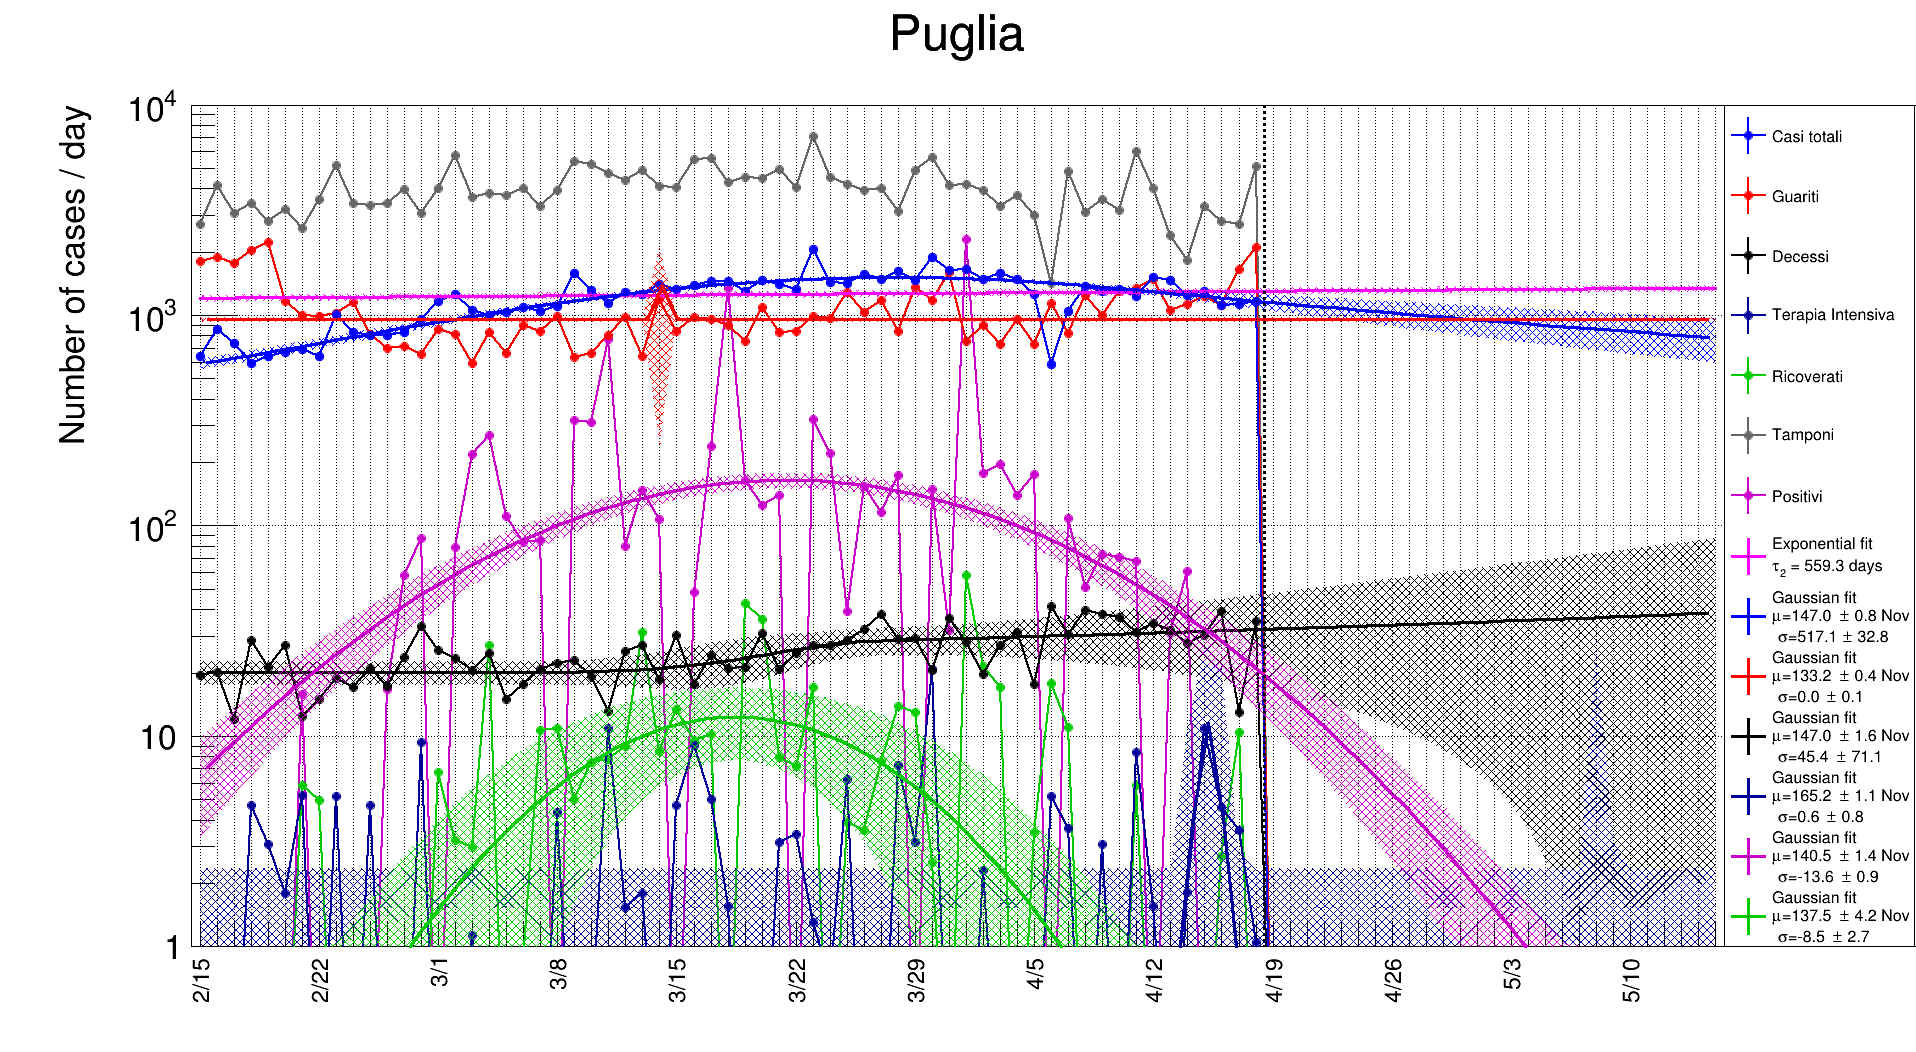 Puglia
Number of cases / day
10^4
10^3
10^2
10
1
2/15
2/22
3/1
3/8
3/15
3/22
3/29
4/5
4/12
4/19
4/26
5/3
5/10
Casi totali
Guariti
Decessi
Terapia Intensiva
Ricoverati
Tamponi
Positivi
Exponential fit
τ₂ = 559.3 days
Gaussian fit
μ=147.0 ± 0.8 Nov
σ=517.1 ± 32.8
Gaussian fit
μ=133.2 ± 0.4 Nov
σ=0.0 ± 0.1
Gaussian fit
μ=147.0 ± 1.6 Nov
σ=45.4 ± 71.1
Gaussian fit
μ=165.2 ± 1.1 Nov
σ=0.6 ± 0.8
Gaussian fit
μ=140.5 ± 1.4 Nov
σ=-13.6 ± 0.9
Gaussian fit
μ=137.5 ± 4.2 Nov
σ=-8.5 ± 2.7